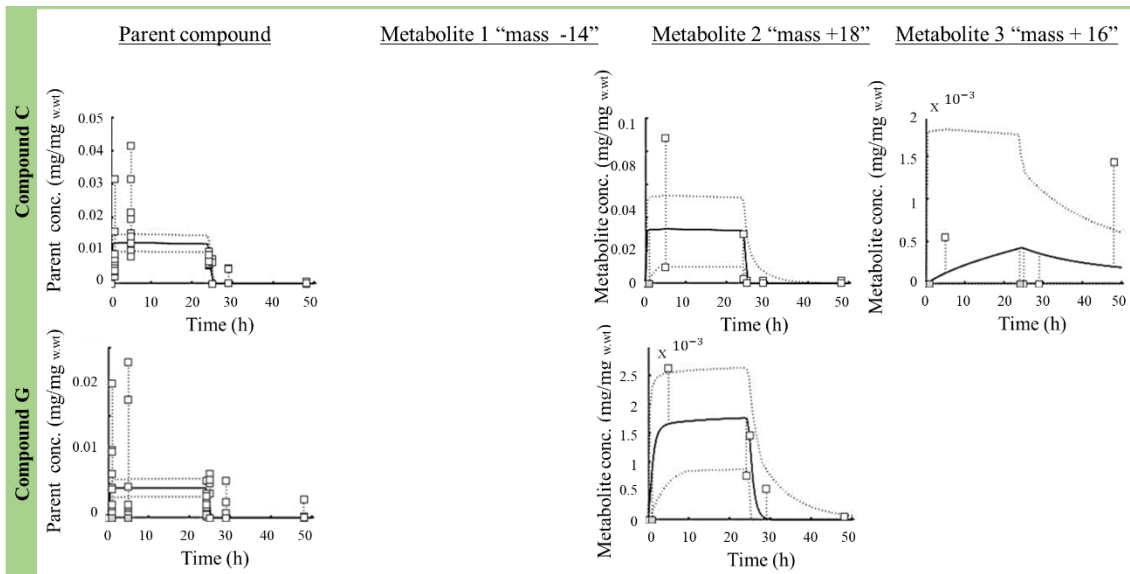 Parent compound
Metabolite 1 “mass -14”
Metabolite 2 “mass +18”
Metabolite 3 “mass + 16”
Compound C
Parent conc. (mg/mg w.wt)
0.05
0.04
0.03
0.02
0.01
0
0 10 20 30 40 50
Time (h)
Metabolite conc. (mg/mg w.wt)
0.1
0.08
0.06
0.04
0.02
0
0 10 20 30 40 50
Time (h)
Metabolite conc. (mg/mg w.wt)
x 10⁻³
2
1.5
1
0.5
0
0 10 20 30 40 50
Time (h)
Compound G
Parent conc. (mg/mg w.wt)
0.02
0.01
0
0 10 20 30 40 50
Time (h)
Metabolite conc. (mg/mg w.wt)
x 10⁻³
2.5
2
1.5
1
0.5
0
0 10 20 30 40 50
Time (h)